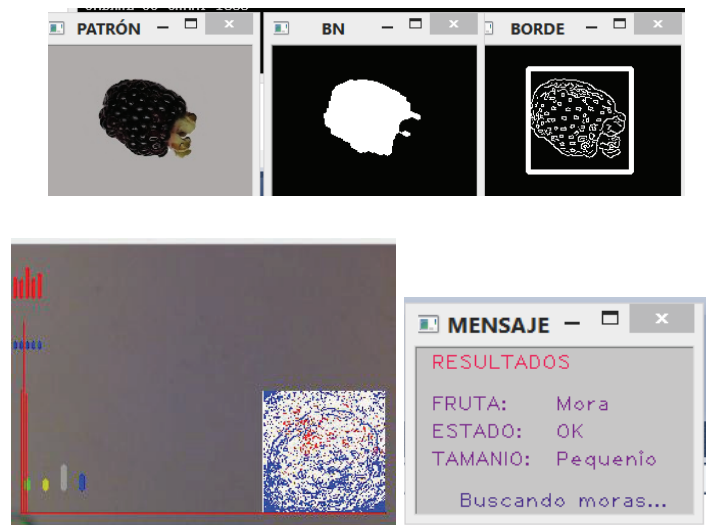 PATRÓN
BN
BORDE
MENSAJE
RESULTADOS
FRUTA: Mora
ESTADO: OK
TAMANIO: Pequenio
Buscando moras...